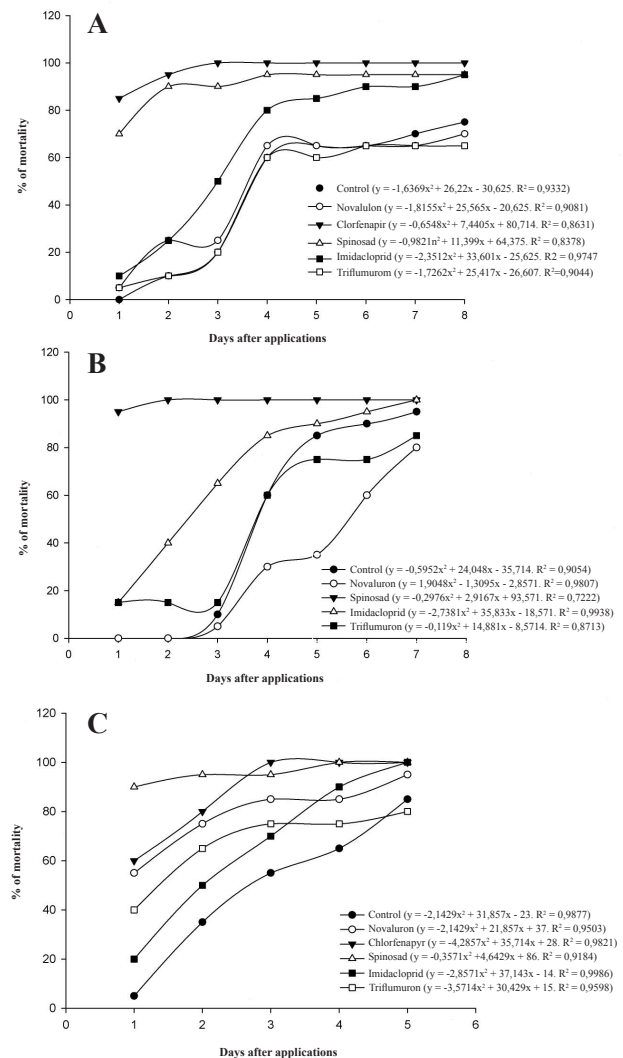 A
120
100
80
60
40
20
0
% of mortality
Control (y = -1,6369x² + 26,22x - 30,625. R² = 0,9332)
Novalulon (y = -1,8155x² + 25,565x - 20,625. R² = 0,9081)
Clorfenapir (y = -0,6548x² + 7,4405x + 80,714. R² = 0,8631)
Spinosad (y = -0,9821n² + 11,399x + 64,375. R² = 0,8378)
Imidacloprid (y = -2,3512x² + 33,601x - 25,625. R2 = 0,9747
Triflumurom (y = -1,7262x² + 25,417x - 26,607. R²=0,9044)
0 1 2 3 4 5 6 7 8
Days after applications
B
120
100
80
60
40
20
0
% of mortality
Control (y = -0,5952x² + 24,048x - 35,714. R² = 0,9054)
Novaluron (y = 1,9048x² - 1,3095x - 2,8571. R² = 0,9807)
Spinosad (y = -0,2976x² + 2,9167x + 93,571. R² = 0,7222)
Imidacloprid (y = -2,7381x² + 35,833x - 18,571. R² = 0,9938)
Triflumuron (y = -0,119x² + 14,881x - 8,5714. R² = 0,8713)
0 1 2 3 4 5 6 7 8
Days after applications
C
120
100
80
60
40
20
0
% of mortality
Control (y = -2,1429x² + 31,857x - 23. R² = 0,9877)
Novaluron (y = -2,1429x² + 21,857x + 37. R² = 0,9503)
Chlorfenapyr (y = -4,2857x² + 35,714x + 28. R² = 0,9821)
Spinosad (y = -0,3571x² +4,6429x + 86. R² = 0,9184)
Imidacloprid (y = -2,8571x² + 37,143x - 14. R² = 0,9986)
Triflumuron (y = -3,5714x² + 30,429x + 15. R² = 0,9598)
0 1 2 3 4 5 6
Days after applications